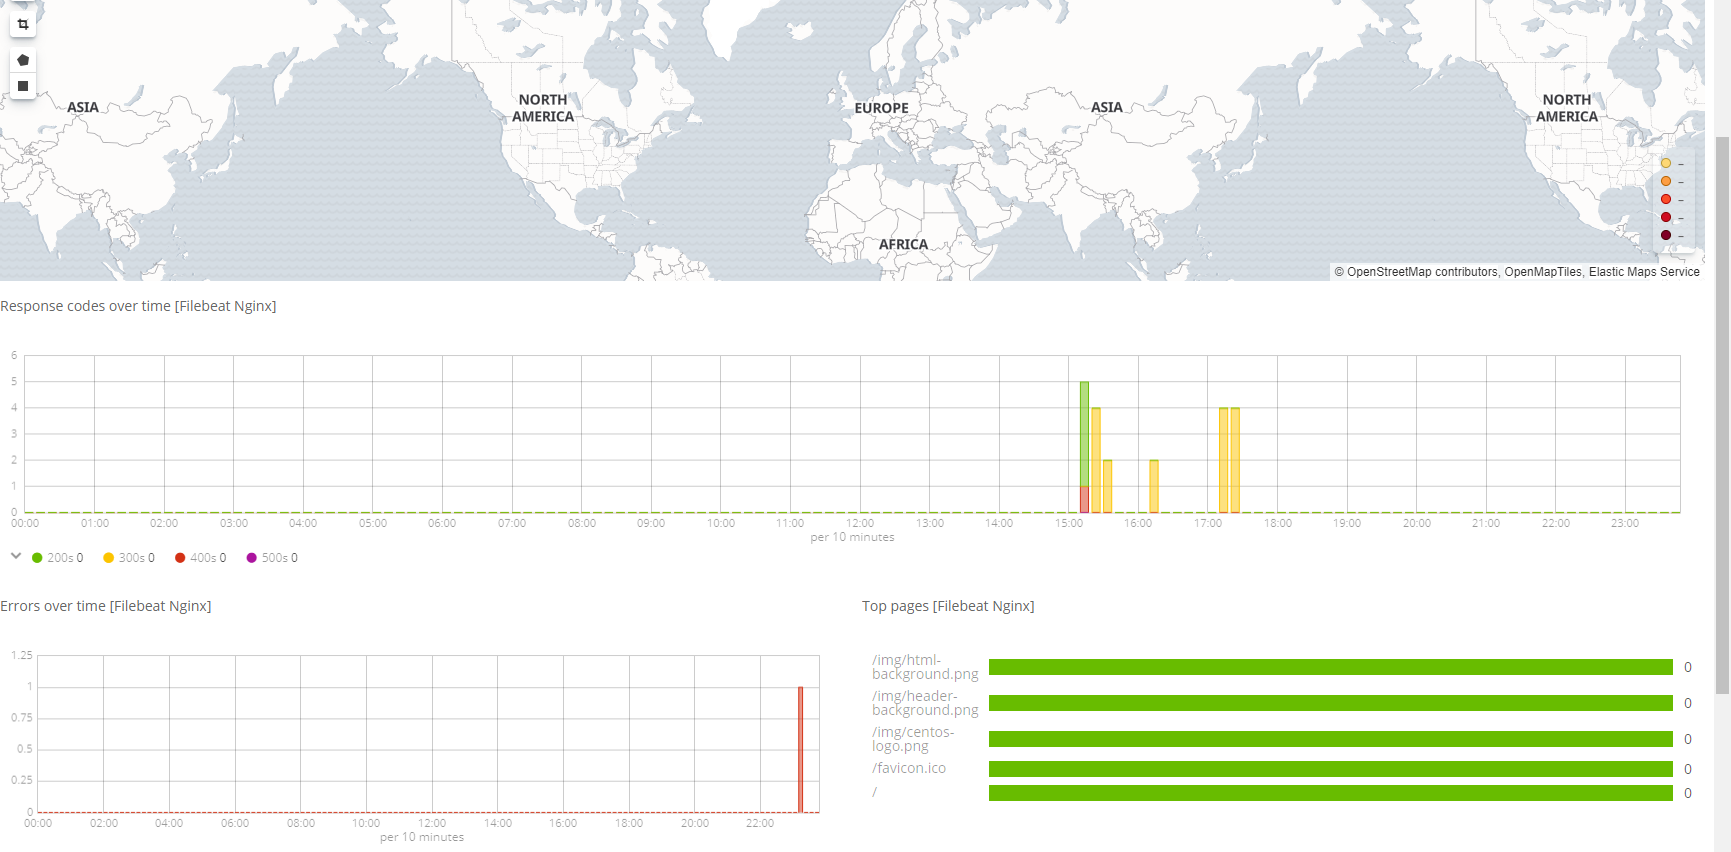 NORTH
AMERICA
ASIA
EUROPE
ASIA
NORTH
AMERICA
AFRICA
–
–
–
–
–
© OpenStreetMap contributors, OpenMapTiles, Elastic Maps Service
Response codes over time [Filebeat Nginx]
6
5
4
3
2
1
0
00:00 01:00 02:00 03:00 04:00 05:00 06:00 07:00 08:00 09:00 10:00 11:00 12:00 13:00 14:00 15:00 16:00 17:00 18:00 19:00 20:00 21:00 22:00 23:00
per 10 minutes
200s 0 300s 0 400s 0 500s 0
Errors over time [Filebeat Nginx]
1.25
1
0.75
0.5
0.25
0
00:00 02:00 04:00 06:00 08:00 10:00 12:00 14:00 16:00 18:00 20:00 22:00
per 10 minutes
Top pages [Filebeat Nginx]
/img/html-
background.png 0
/img/header-
background.png 0
/img/centos-
logo.png 0
/favicon.ico 0
/ 0